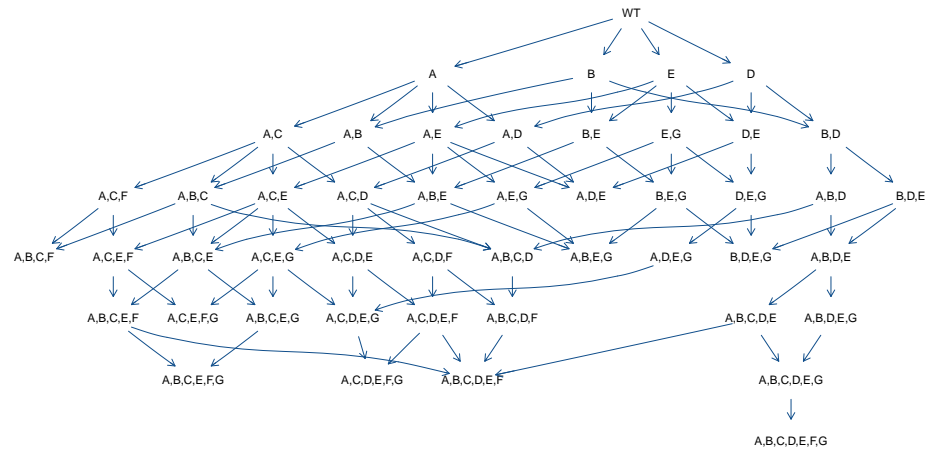 WT
A B E D
A,C A,B A,E A,D B,E E,G D,E B,D
A,C,F A,B,C A,C,E A,C,D A,B,E A,E,G A,D,E B,E,G D,E,G A,B,D B,D,E
A,B,C,F A,C,E,F A,B,C,E A,C,E,G A,C,D,E A,C,D,F A,B,C,D A,B,E,G A,D,E,G B,D,E,G A,B,D,E
A,B,C,E,F A,C,E,F,G A,B,C,E,G A,C,D,E,G A,C,D,E,F A,B,C,D,F A,B,C,D,E A,B,D,E,G
A,B,C,E,F,G A,C,D,E,F,G A,B,C,D,E,F A,B,C,D,E,G
A,B,C,D,E,F,G